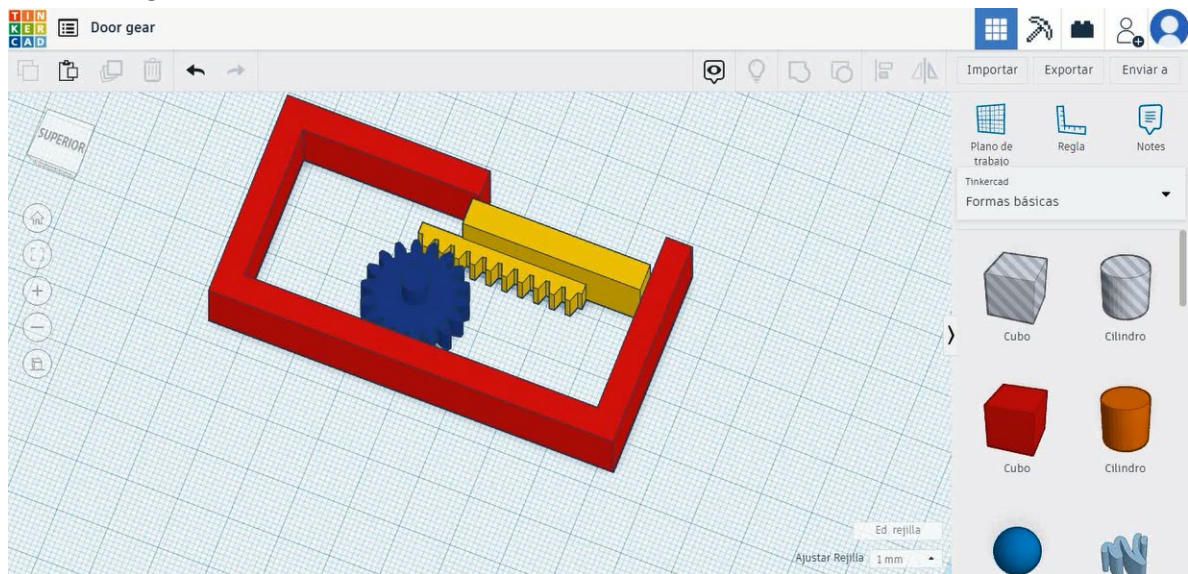 TIN
KER
CAD
Door gear
Importar
Exportar
Enviar a
SUPERIOR
Plano de
trabajo
Regla
Notes
Tinkercad
Formas básicas
Cubo
Cilindro
Cubo
Cilindro
Ed. rejilla
Ajustar Rejilla
1 mm